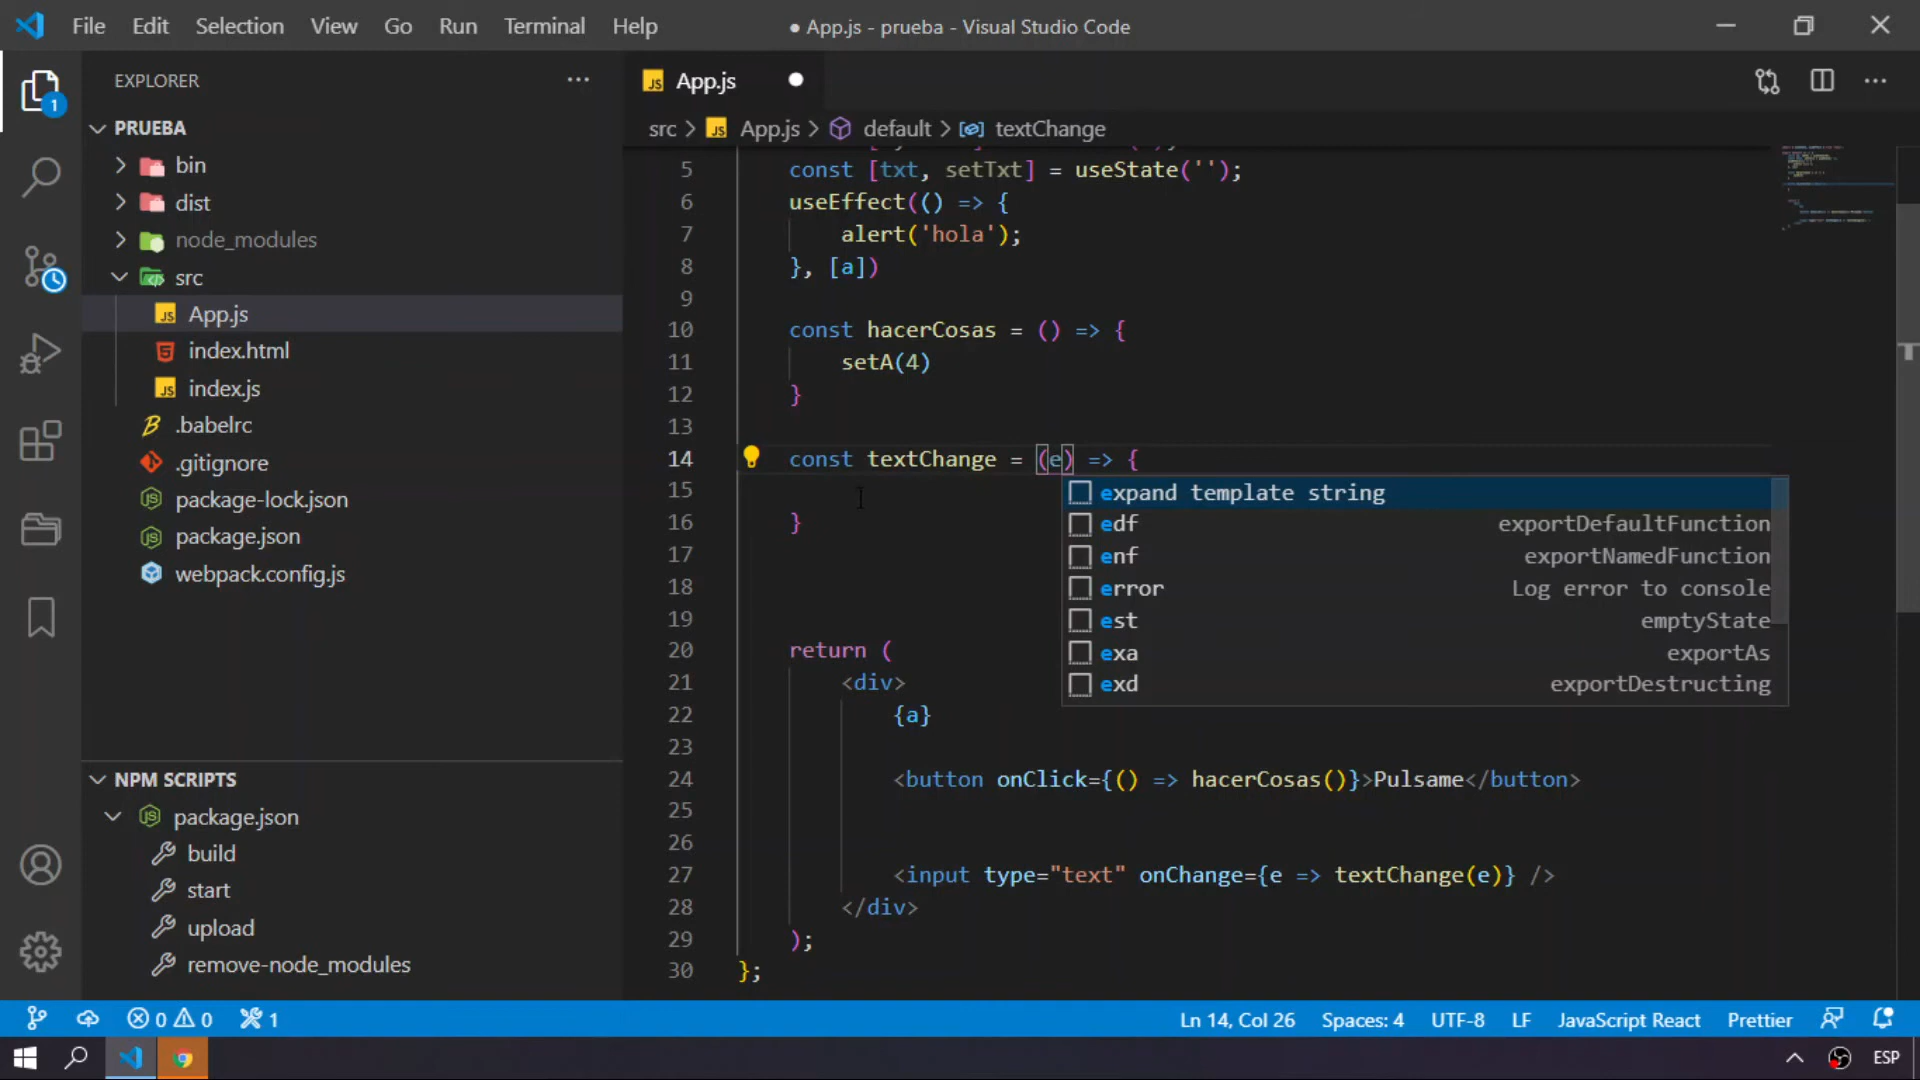 File Edit Selection View Go Run Terminal Help
● App.js - prueba - Visual Studio Code
EXPLORER
PRUEBA
bin
dist
node_modules
src
App.js
index.html
index.js
.babelrc
.gitignore
package-lock.json
package.json
webpack.config.js
NPM SCRIPTS
package.json
build
start
upload
remove-node_modules
1
JS App.js
src > JS App.js > default > textChange
5 const [txt, setTxt] = useState('');
6 useEffect(() => {
7 alert('hola');
8 }, [a])
9
10 const hacerCosas = () => {
11 setA(4)
12 }
13
14 const textChange = (e) => {
15
16 }
17
18
19
20 return (
21 <div>
22 {a}
23
24 <button onClick={() => hacerCosas()}>Pulsame</button>
25
26
27 <input type="text" onChange={e => textChange(e)} />
28 </div>
29 );
30 };
expand template string
edf exportDefaultFunction
enf exportNamedFunction
error Log error to console
est emptyState
exa exportAs
exd exportDestructing
0 0 1
Ln 14, Col 26 Spaces: 4 UTF-8 LF JavaScript React Prettier
ESP